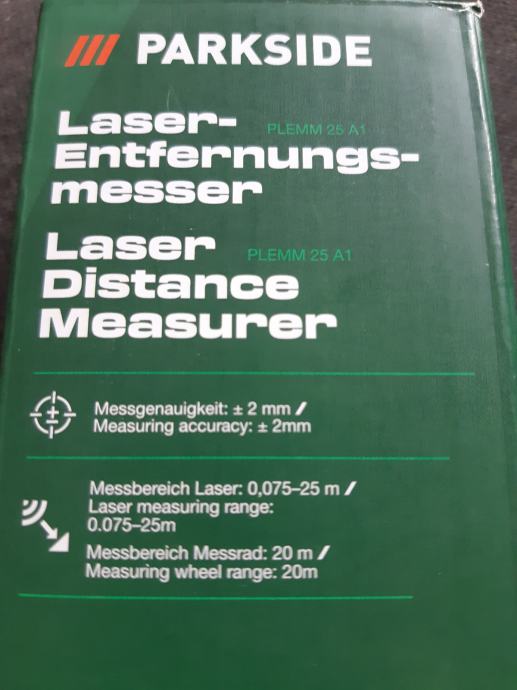 PARKSIDE
Laser- PLEMM 25 A1
Entfernungs-
messer
Laser PLEMM 25 A1
Distance
Measurer
Messgenauigkeit: ± 2 mm /
Measuring accuracy: ± 2mm
Messbereich Laser: 0,075–25 m /
Laser measuring range:
0.075–25m
Messbereich Messrad: 20 m /
Measuring wheel range: 20m